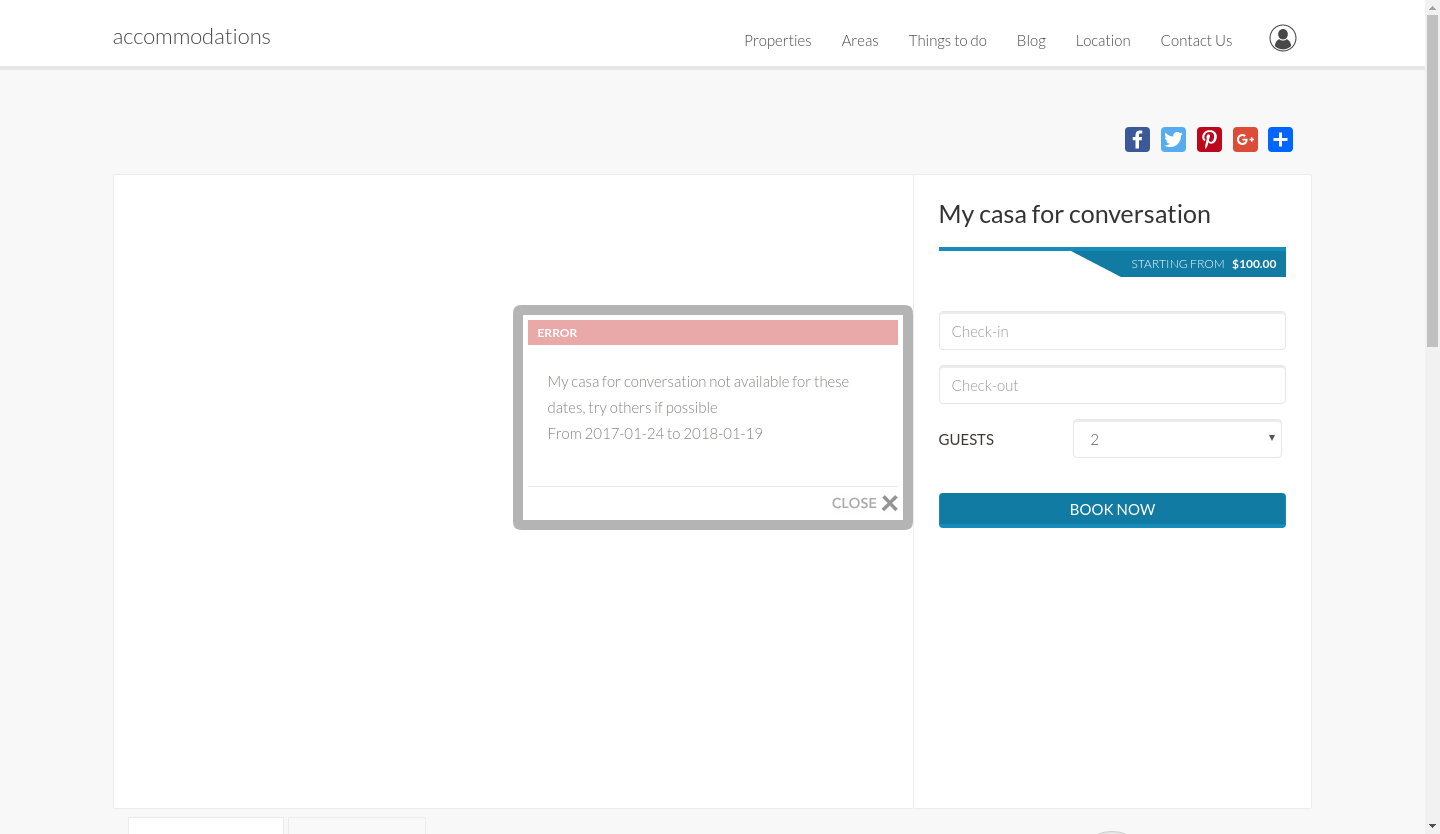 accommodations
Properties Areas Things to do Blog Location Contact Us
My casa for conversation
STARTING FROM $100.00
ERROR
My casa for conversation not available for these
dates, try others if possible
From 2017-01-24 to 2018-01-19
CLOSE
Check-in
Check-out
GUESTS 2
BOOK NOW